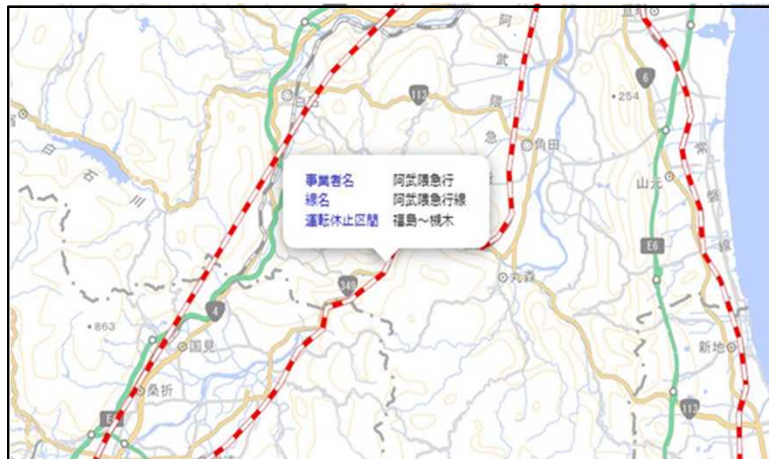 亘町
6
阿
武
隈
急
白石
113
・254
角田
白
石
川
事業者名 阿武隈急行
線名 阿武隈急行線
運転休止区間 福島～槻木
山元
常
磐
線
E6
349
丸森
4
・863
国見
新地
桑折
E4
113